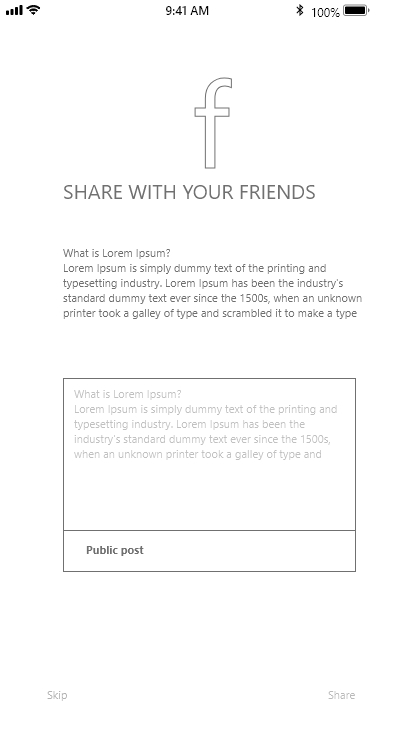 9:41 AM 100%
f
SHARE WITH YOUR FRIENDS
What is Lorem Ipsum?
Lorem Ipsum is simply dummy text of the printing and
typesetting industry. Lorem Ipsum has been the industry's
standard dummy text ever since the 1500s, when an unknown
printer took a galley of type and scrambled it to make a type
What is Lorem Ipsum?
Lorem Ipsum is simply dummy text of the printing and
typesetting industry. Lorem Ipsum has been the
industry's standard dummy text ever since the 1500s,
when an unknown printer took a galley of type and
Public post
Skip Share